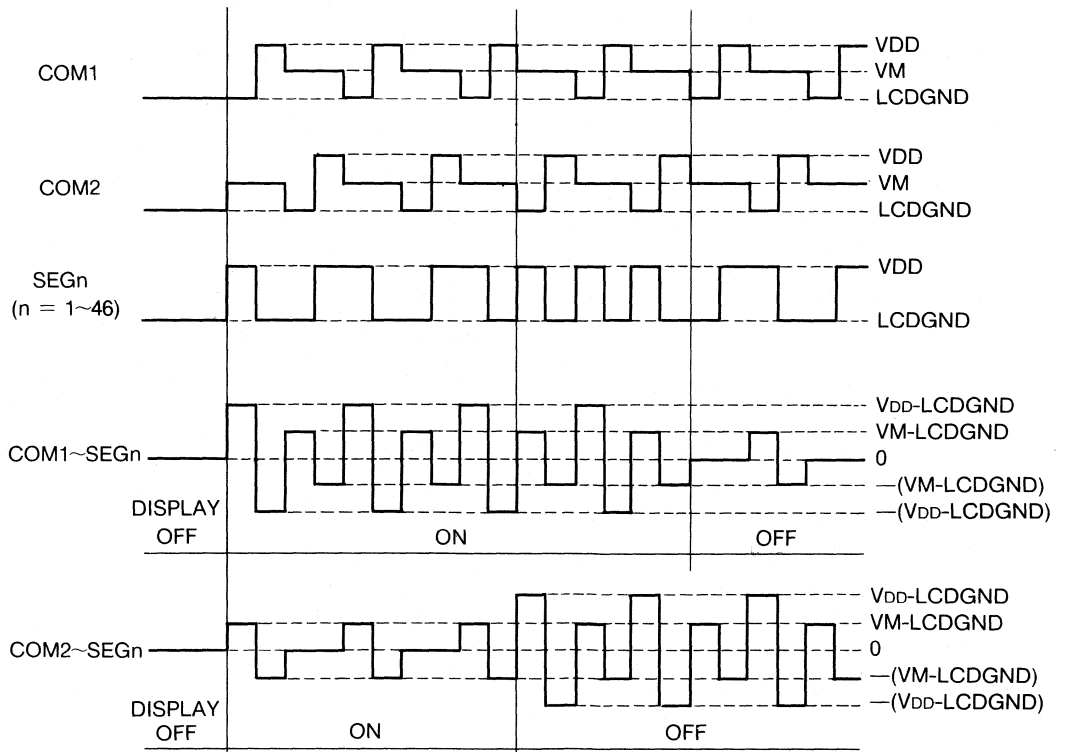 COM1
VDD
VM
LCDGND
COM2
VDD
VM
LCDGND
SEGn
(n = 1~46)
VDD
LCDGND
COM1~SEGn
VDD-LCDGND
VM-LCDGND
0
—(VM-LCDGND)
—(VDD-LCDGND)
DISPLAY
OFF
ON
OFF
COM2~SEGn
VDD-LCDGND
VM-LCDGND
0
—(VM-LCDGND)
—(VDD-LCDGND)
DISPLAY
OFF
ON
OFF